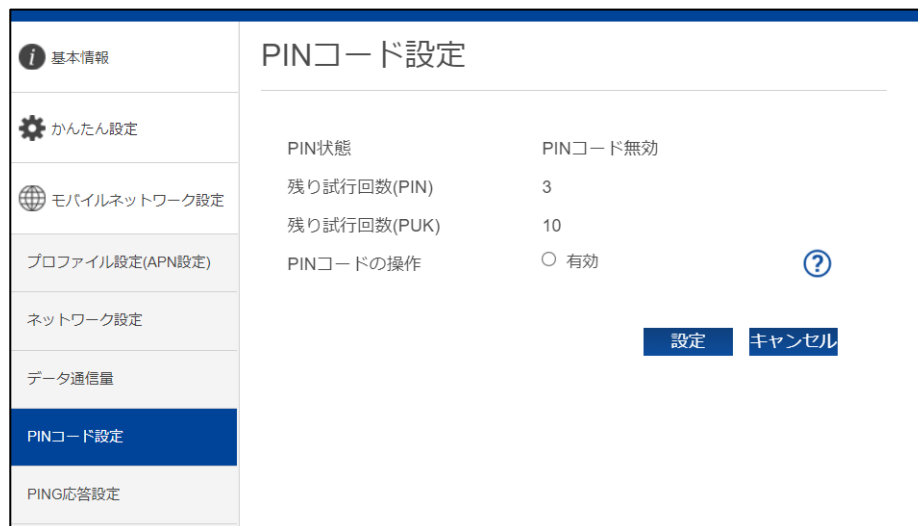 基本情報
かんたん設定
モバイルネットワーク設定
プロファイル設定(APN設定)
ネットワーク設定
データ通信量
PINコード設定
PING応答設定
PINコード設定
PIN状態 PINコード無効
残り試行回数(PIN) 3
残り試行回数(PUK) 10
PINコードの操作 有効 ?
設定 キャンセル